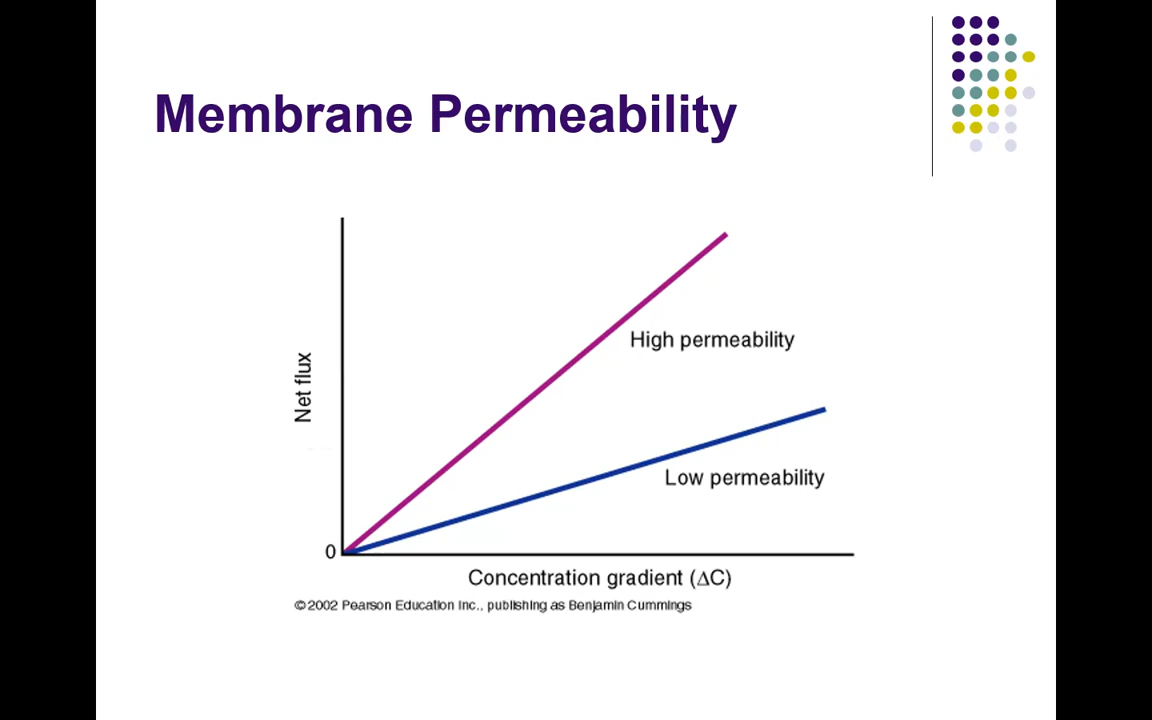 Membrane Permeability
High permeability
Net flux
Low permeability
0
Concentration gradient (ΔC)
© 2002 Pearson Education Inc., publishing as Benjamin Cummings